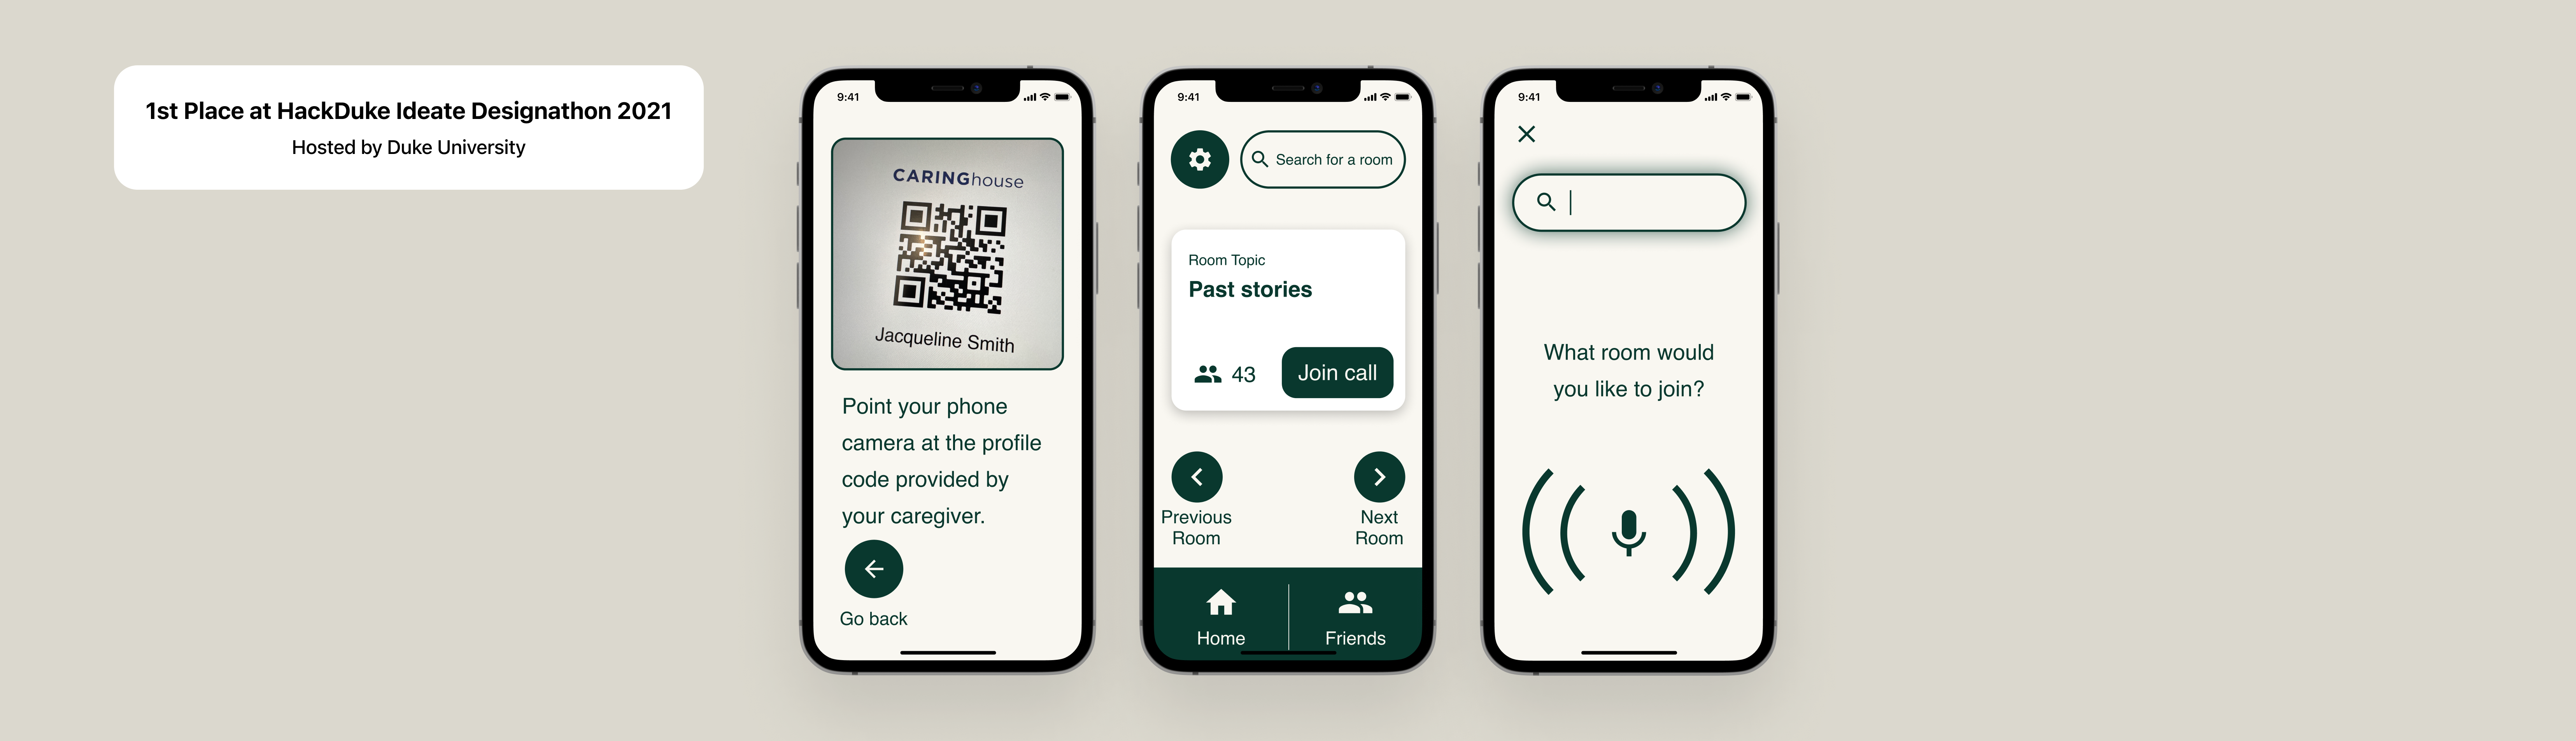 1st Place at HackDuke Ideate Designathon 2021
Hosted by Duke University
9:41
CARINGhouse
Jacqueline Smith
Point your phone
camera at the profile
code provided by
your caregiver.
Go back
9:41
Search for a room
Room Topic
Past stories
43
Join call
Previous
Room
Next
Room
Home
Friends
9:41
What room would
you like to join?